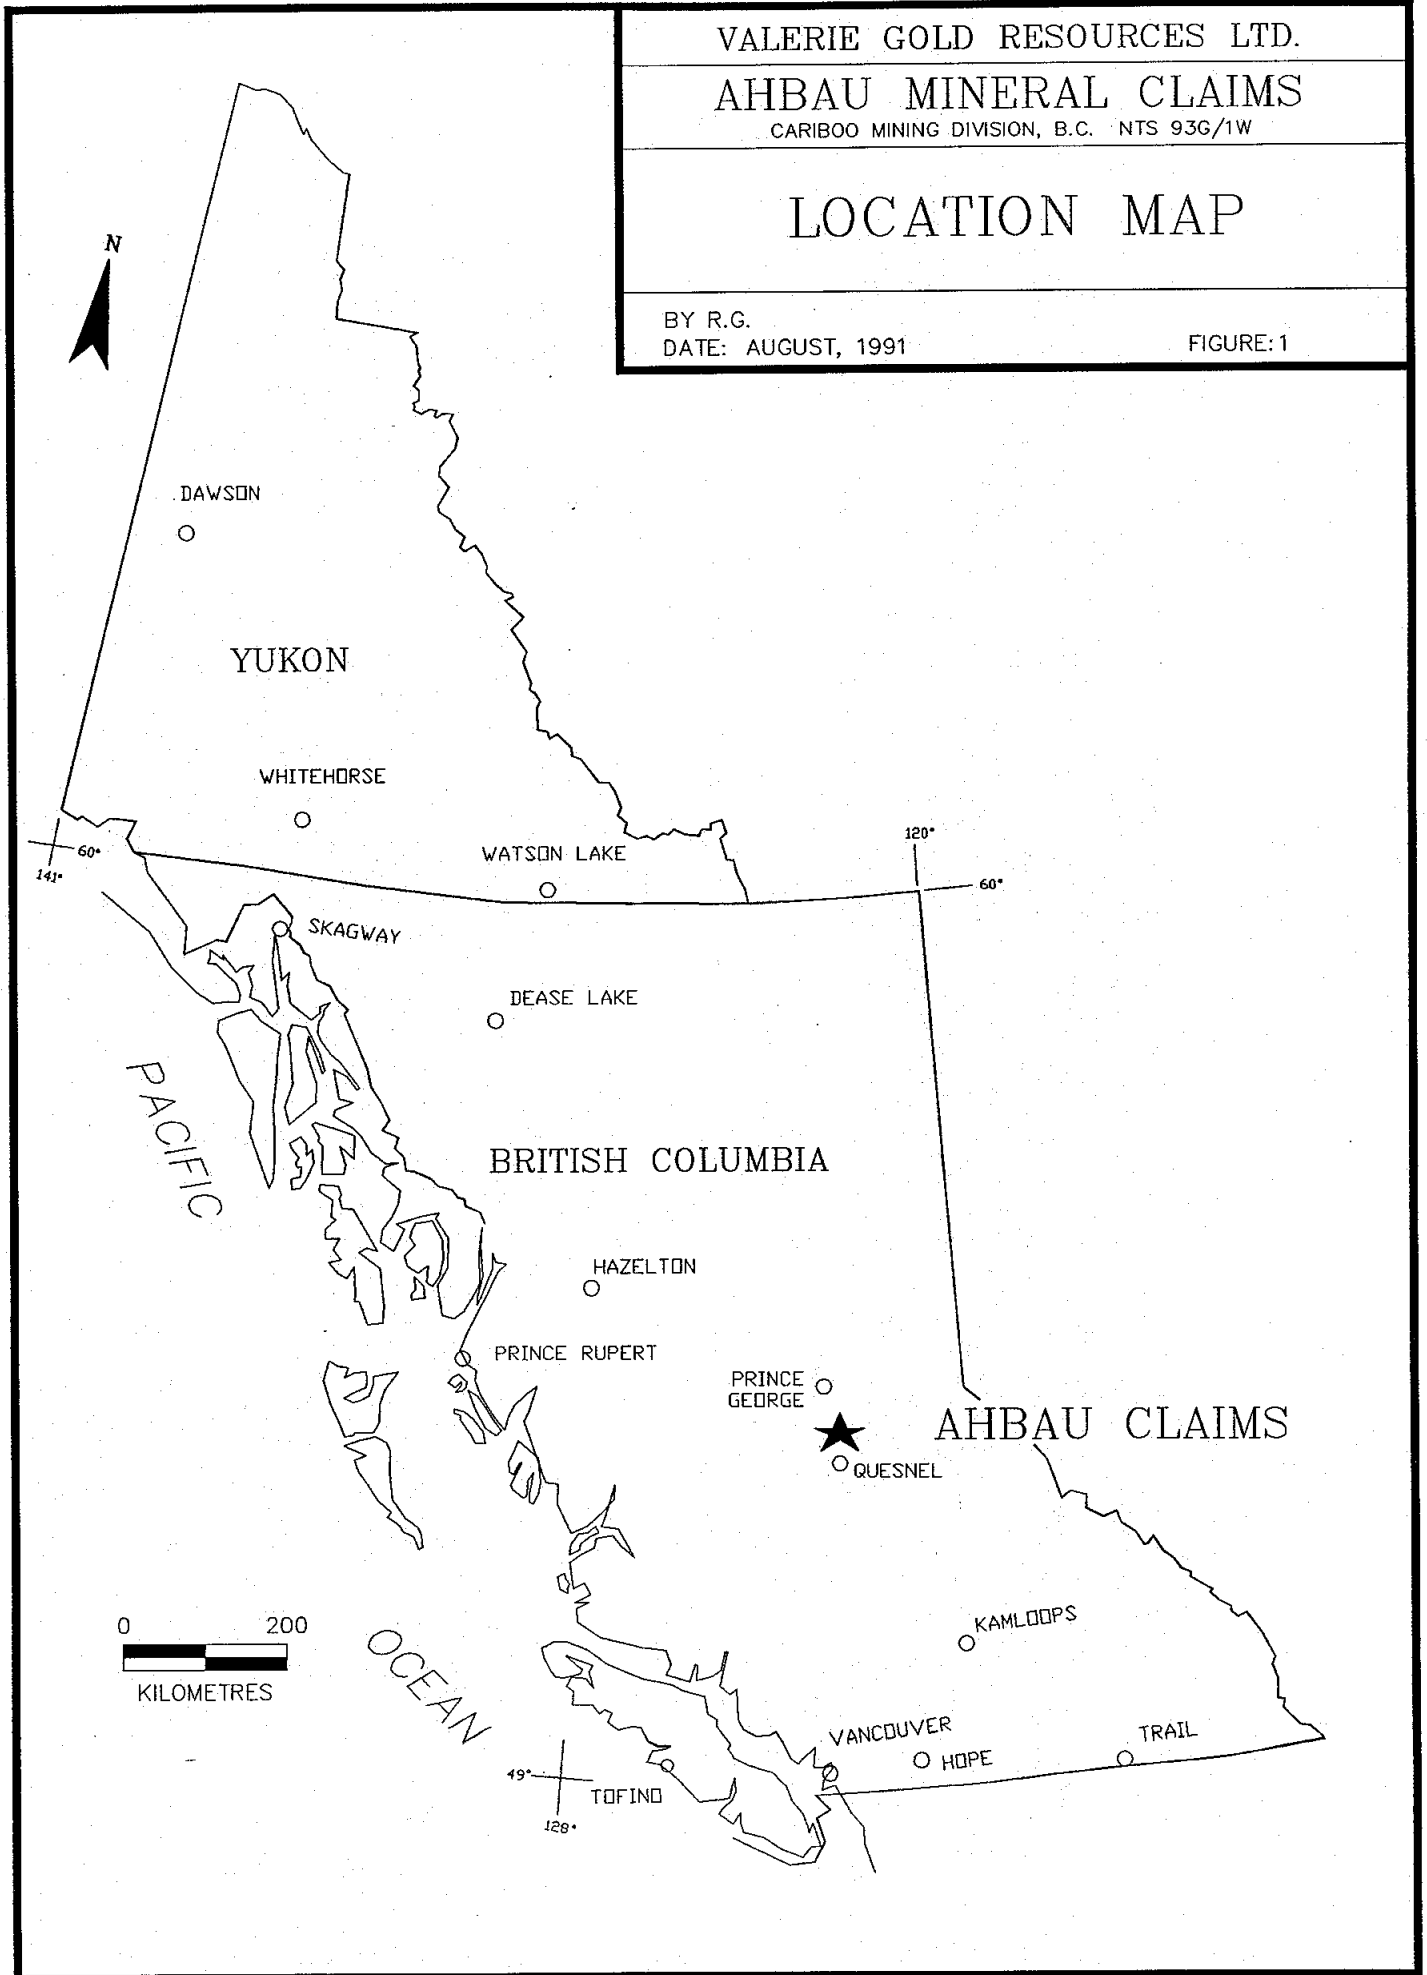 VALERIE GOLD RESOURCES LTD.
AHBAU MINERAL CLAIMS
CARIBOO MINING DIVISION, B.C. NTS 93G/1W
LOCATION MAP
BY R.G.
DATE: AUGUST, 1991
FIGURE: 1
N
DAWSON
YUKON
WHITEHORSE
WATSON LAKE
120°
60°
141°
60°
SKAGWAY
DEASE LAKE
PACIFIC
BRITISH COLUMBIA
HAZELTON
PRINCE RUPERT
PRINCE
GEORGE
AHBAU CLAIMS
QUESNEL
0 200
KILOMETRES
OCEAN
KAMLOOPS
VANCOUVER
HOPE
TRAIL
49°
TOFINO
128°